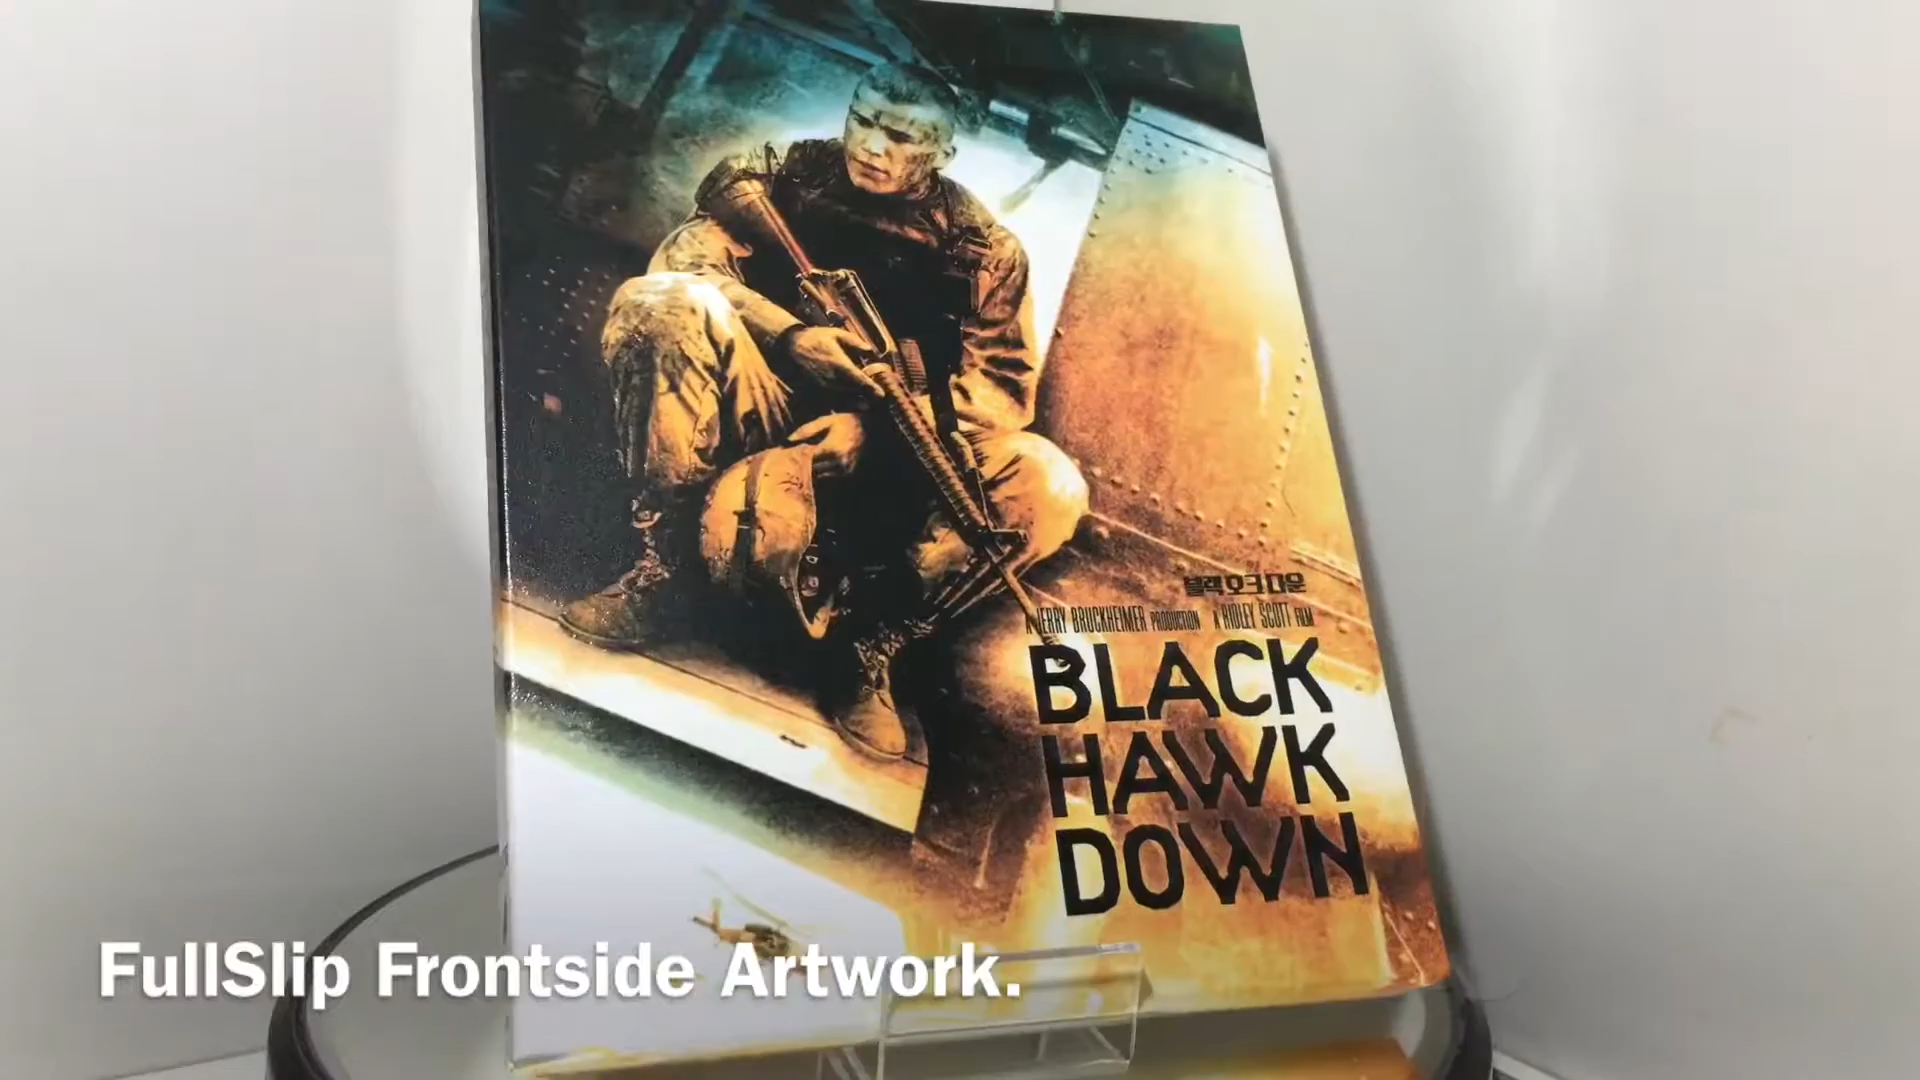 블랙 호크 다운
A JERRY BRUCKHEIMER PRODUCTION A RIDLEY SCOTT FILM
BLACK
HAWK
DOWN
FullSlip Frontside Artwork.